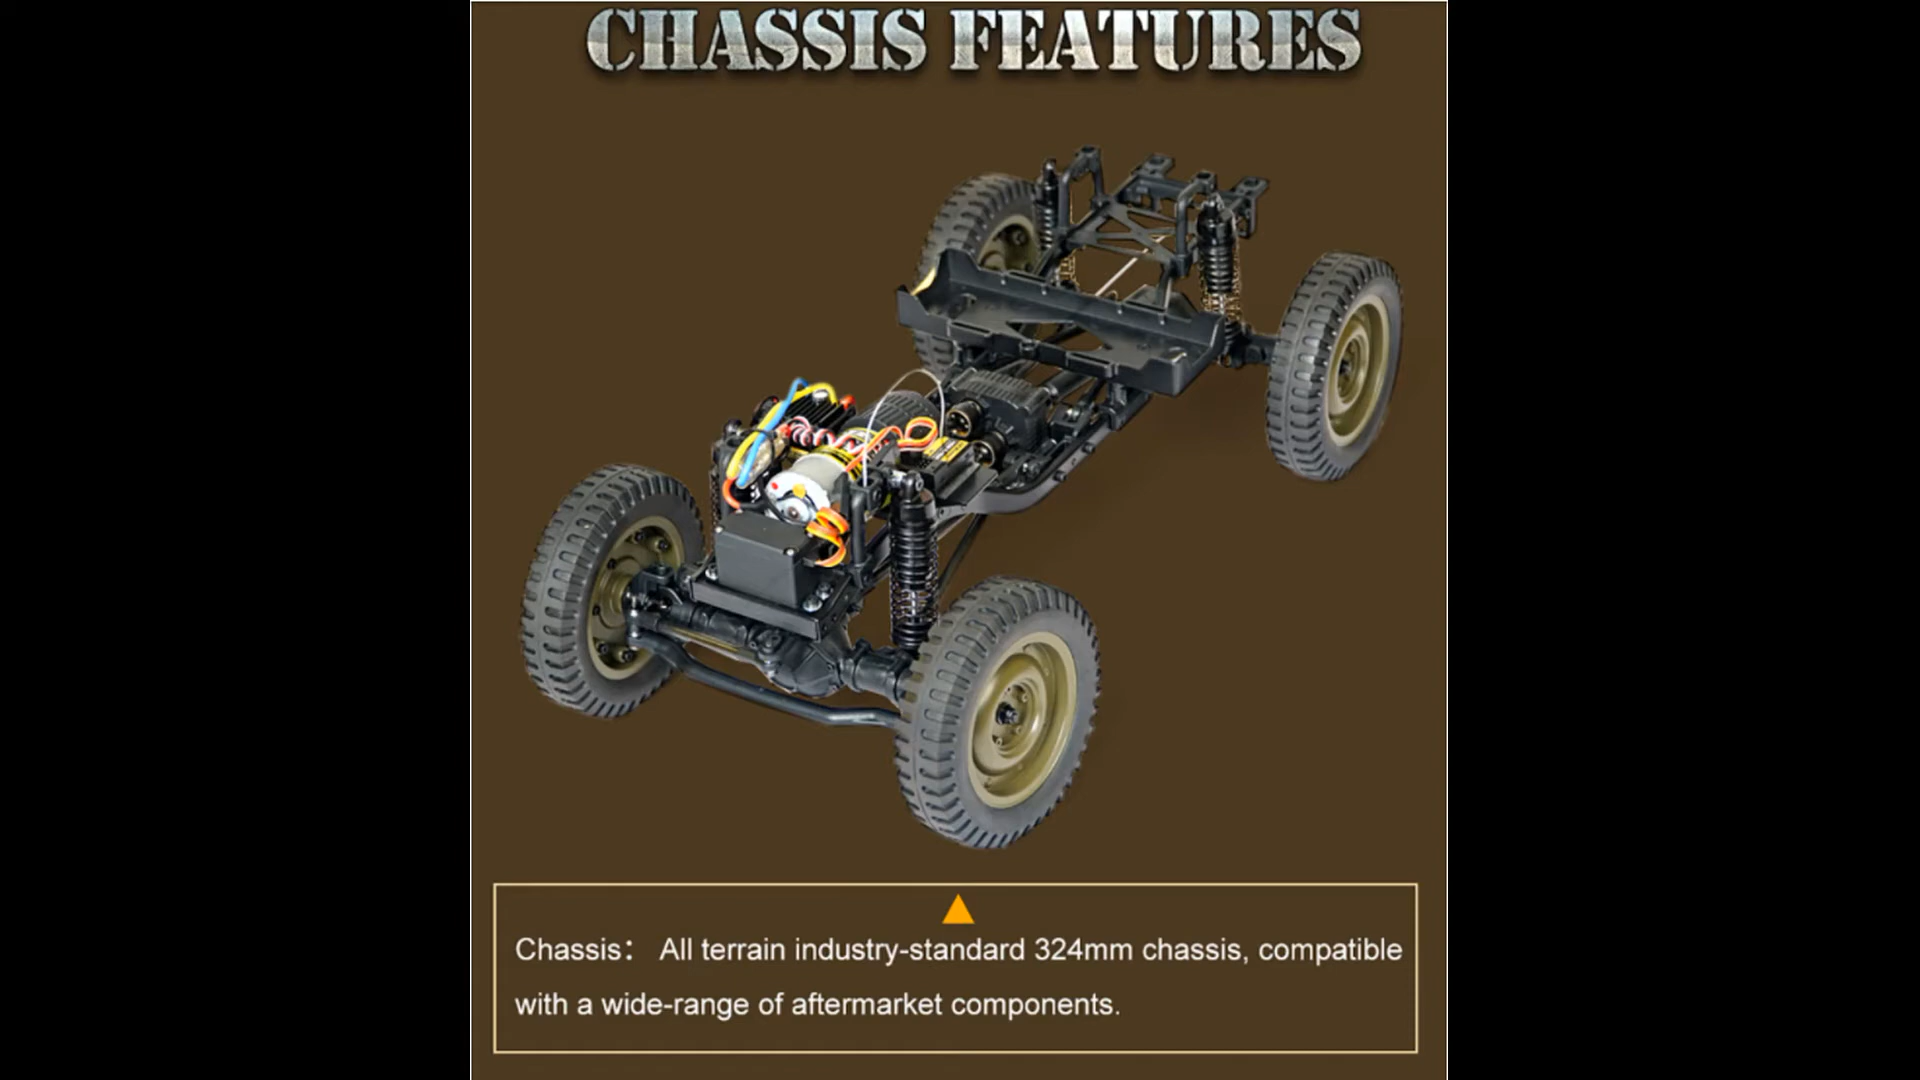 CHASSIS FEATURES
Chassis： All terrain industry-standard 324mm chassis, compatible
with a wide-range of aftermarket components.